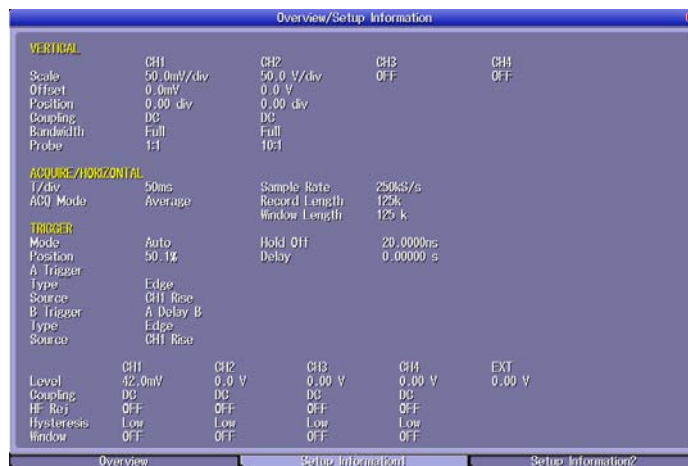 Overview/Setup Information
VERTICAL
CH1 CH2 CH3 CH4
Scale 50.0mV/div 50.0 V/div OFF OFF
Offset 0.0mV 0.0 V
Position 0.00 div 0.00 div
Coupling DC DC
Bandwidth Full Full
Probe 1:1 10:1
ACQUIRE/HORIZONTAL
T/div 50ms Sample Rate 250kS/s
ACQ Mode Average Record Length 125k
Window Length 125 k
TRIGGER
Mode Auto Hold Off 20.0000ns
Position 50.1% Delay 0.00000 s
A Trigger
Type Edge
Source CH1 Rise
B Trigger A Delay B
Type Edge
Source CH1 Rise
CH1 CH2 CH3 CH4 EXT
Level 42.0mV 0.0 V 0.00 V 0.00 V 0.00 V
Coupling DC DC DC DC
HF Rej OFF OFF OFF OFF
Hysteresis Low Low Low Low
Window OFF OFF OFF OFF
Overview Setup Information1 Setup Information2